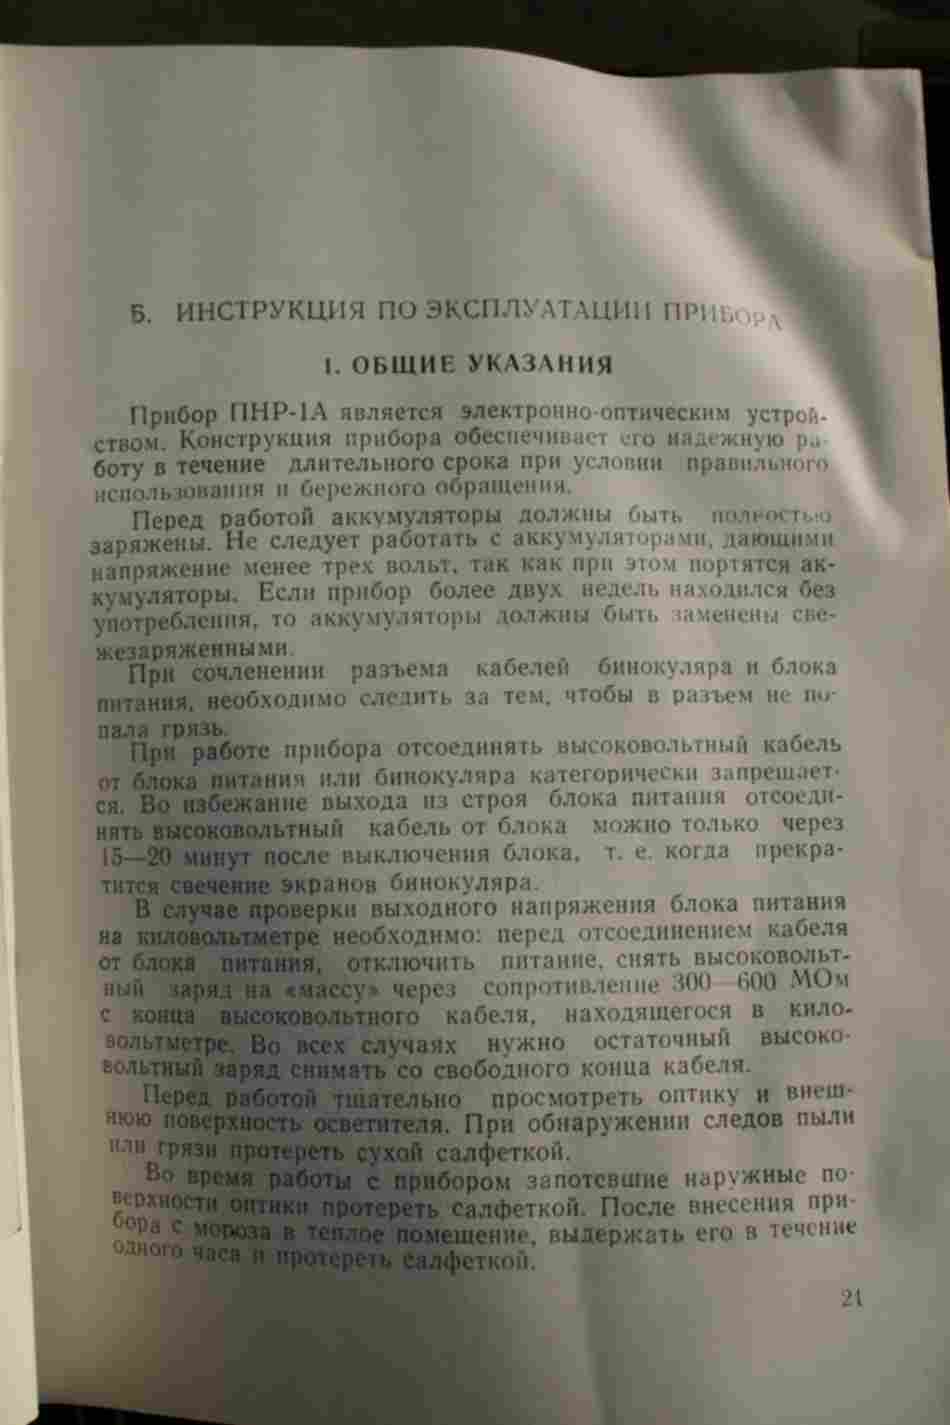 Б. ИНСТРУКЦИЯ ПО ЭКСПЛУАТАЦИИ ПРИБОРА
1. ОБЩИЕ УКАЗАНИЯ
Прибор ПНР-1А является электронно-оптическим устрой-
ством. Конструкция прибора обеспечивает его надежную ра-
боту в течение длительного срока при условии правильного
использования и бережного обращения.
Перед работой аккумуляторы должны быть полностью
заряжены. Не следует работать с аккумуляторами, дающими
напряжение менее трех вольт, так как при этом портятся ак-
кумуляторы. Если прибор более двух недель находился без
употребления, то аккумуляторы должны быть заменены све-
жезаряженными.
При сочленении разъема кабелей бинокуляра и блока
питания, необходимо следить за тем, чтобы в разъем не по-
пала грязь.
При работе прибора отсоединять высоковольтный кабель
от блока питания или бинокуляра категорически запрещает-
ся. Во избежание выхода из строя блока питания отсоеди-
нять высоковольтный кабель от блока можно только через
15—20 минут после выключения блока, т. е. когда прекра-
тится свечение экранов бинокуляра.
В случае проверки выходного напряжения блока питания
на киловольтметре необходимо: перед отсоединением кабеля
от блока питания, отключить питание, снять высоковольт-
ный заряд на «массу» через сопротивление 300—600 МОм
с конца высоковольтного кабеля, находящегося в кило-
вольтметре. Во всех случаях нужно остаточный высоко-
вольтный заряд снимать со свободного конца кабеля.
Перед работой тщательно просмотреть оптику и внеш-
нюю поверхность осветителя. При обнаружении следов пыли
или грязи протереть сухой салфеткой.
Во время работы с прибором запотевшие наружные по-
верхности оптики протереть салфеткой. После внесения при-
бора с мороза в теплое помещение, выдержать его в течение
одного часа и протереть салфеткой.
21